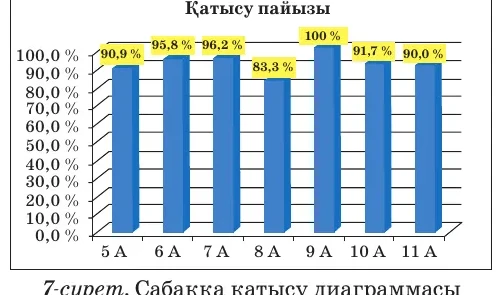 Қатысу пайызы
100 %
95,8 % 96,2 %
90,9 % 91,7 % 90,0 %
83,3 %
100,0 %
90,0 %
80,0 %
70,0 %
60,0 %
50,0 %
40,0 %
30,0 %
20,0 %
10,0 %
0,0 %
5 А 6 А 7 А 8 А 9 А 10 А 11 А
7-сурет. Сабаққа қатысу диаграммасы